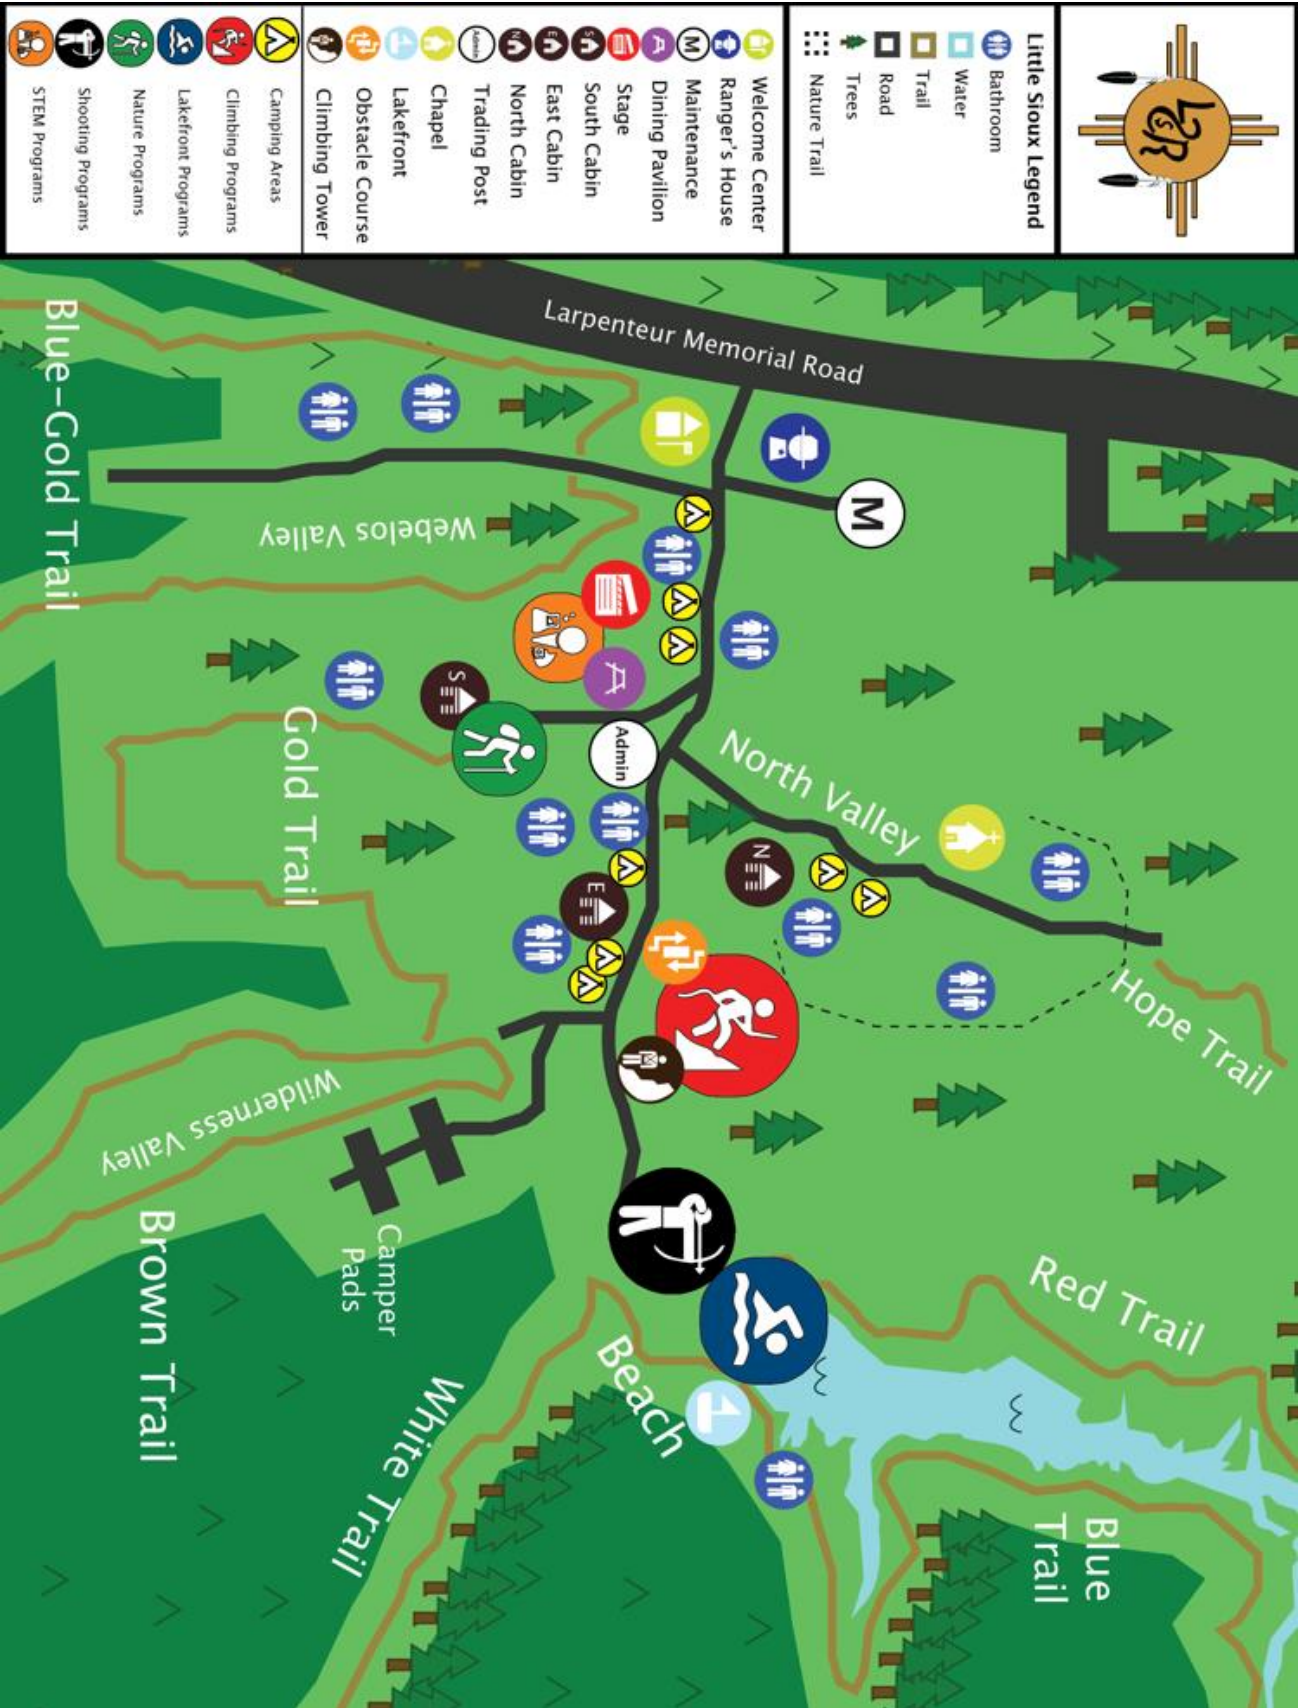 LSSR
Little Sioux Legend
Bathroom
Water
Trail
Road
Trees
Nature Trail
Welcome Center
Ranger's House
M
Maintenance
Dining Pavilion
Stage
S
South Cabin
E
East Cabin
N
North Cabin
Admin
Trading Post
Chapel
Lakefront
Obstacle Course
Climbing Tower
Camping Areas
Climbing Programs
Lakefront Programs
Nature Programs
Shooting Programs
STEM Programs
Larpenteur Memorial Road
M
Webelos Valley
Blue-Gold Trail
S
Admin
North Valley
N
E
Gold Trail
Hope Trail
Wilderness Valley
Camper
Pads
Brown Trail
Red Trail
Beach
White Trail
Blue
Trail